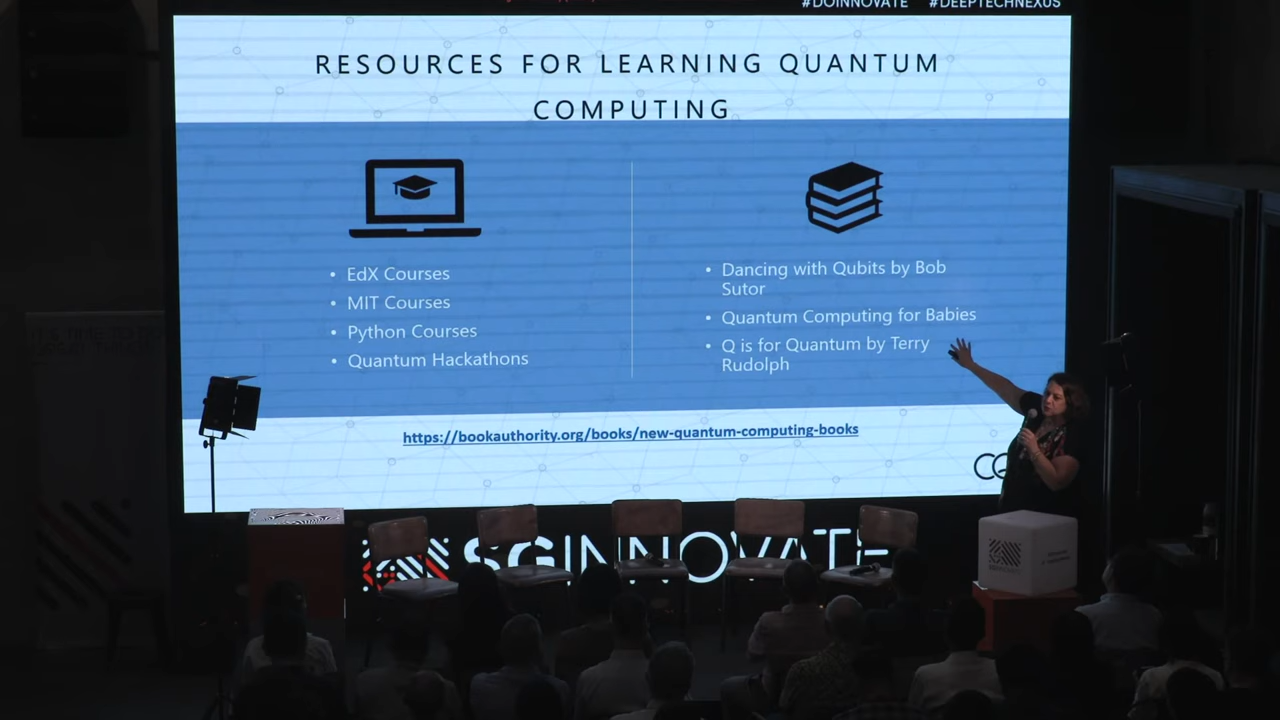 #DOINNOVATE #DEEPTECHNEXUS
RESOURCES FOR LEARNING QUANTUM
COMPUTING
• EdX Courses
• MIT Courses
• Python Courses
• Quantum Hackathons
• Dancing with Qubits by Bob
Sutor
• Quantum Computing for Babies
• Q is for Quantum by Terry
Rudolph
https://bookauthority.org/books/new-quantum-computing-books
CQ
SGINNOVATE